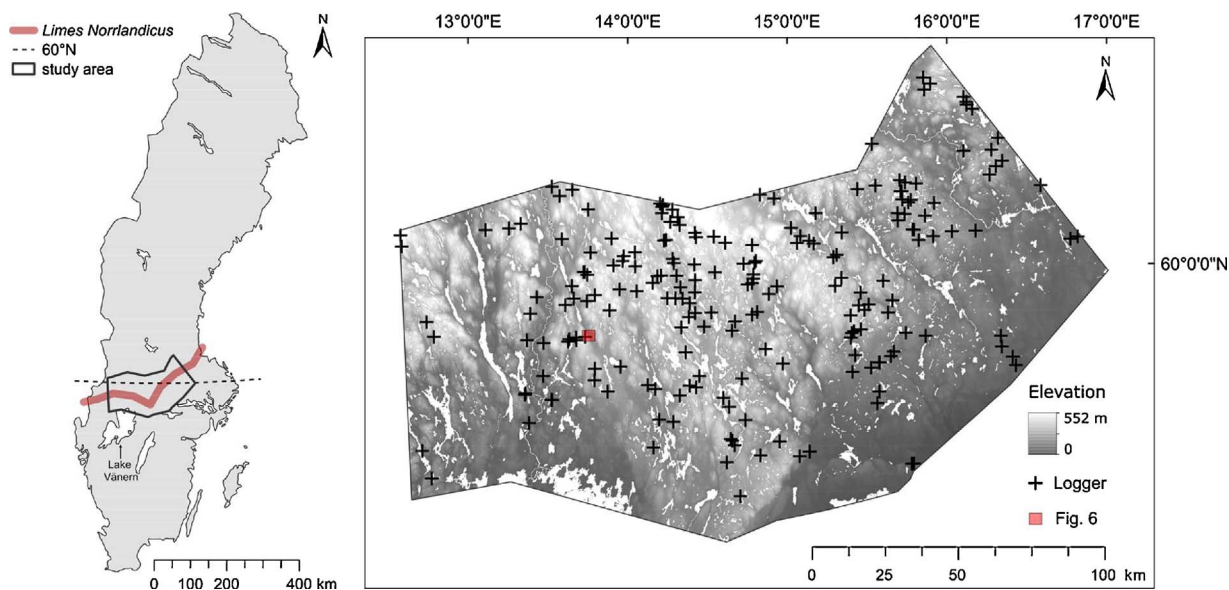 Limes Norrlandicus
60°N
study area
N
Lake
Vänern
0 100 200 400 km
13°0'0"E 14°0'0"E 15°0'0"E 16°0'0"E 17°0'0"E
N
60°0'0"N
Elevation
552 m
0
Logger
Fig. 6
0 25 50 100 km